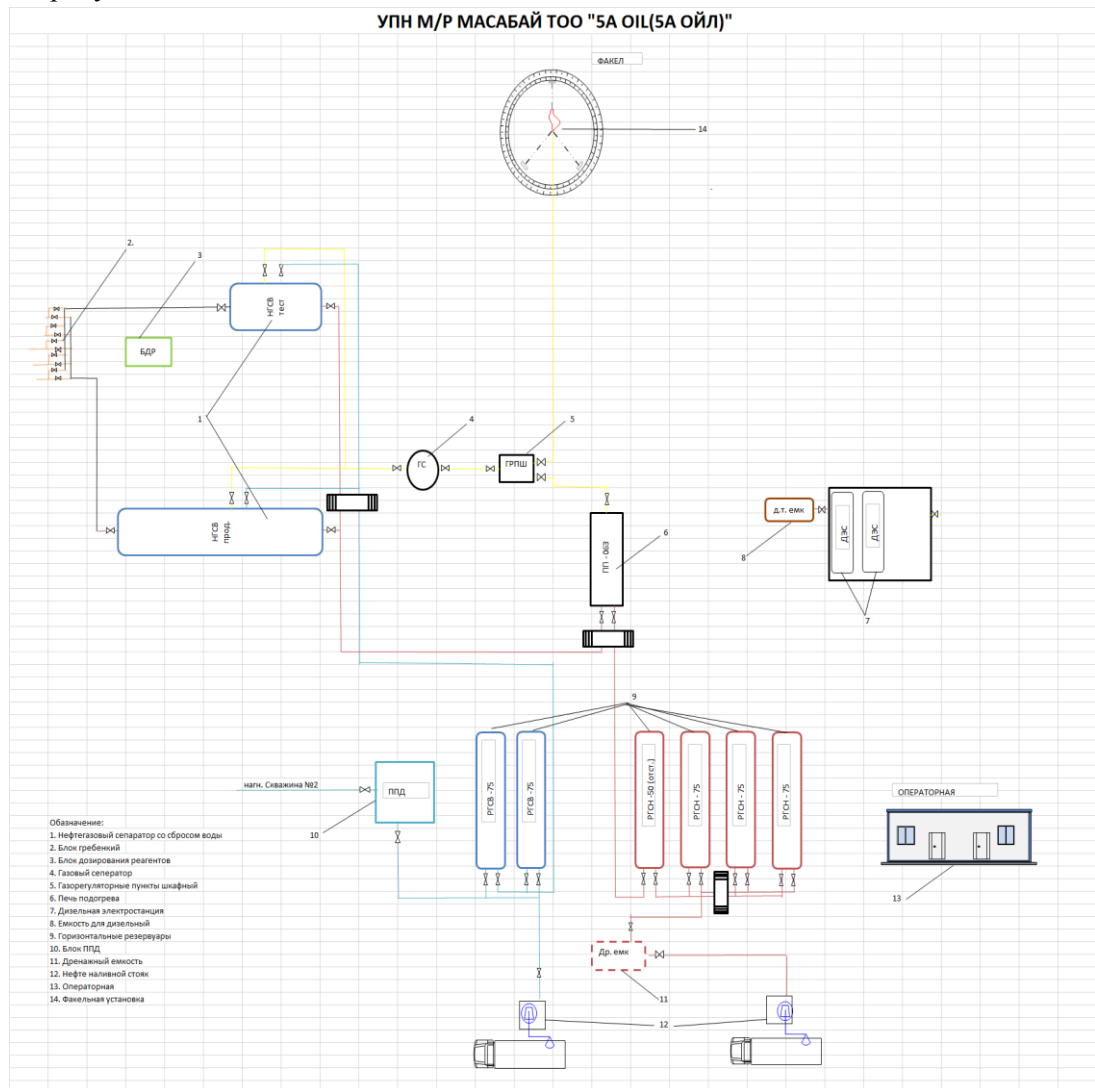 УПН М/Р МАСАБАЙ ТОО "5А OIL(5А ОЙЛ)"
ФАКЕЛ
14
2.
3
НГСВ тест
БДР
1
4
5
ГС
ГРПШ
НГСВ прод.
ПП - 063
6
д.т. емк
8
ДЭС
ДЭС
7
9
РГСВ -75
РГСВ -75
РГСН -50 (отст.)
РГСН - 75
РГСН - 75
РГСН - 75
нагн. Скважина №2
ППД
10
ОПЕРАТОРНАЯ
13
Обазначение:
1. Нефтегазовый сепаратор со сбросом воды
2. Блок гребенкий
3. Блок дозирования реагентов
4. Газовый сеператор
5. Газорегуляторные пункты шкафный
6. Печь подогрева
7. Дизельная электростанция
8. Емкость для дизельный
9. Горизонтальные резервуары
10. Блок ППД
11. Дренажный емкость
12. Нефте наливной стояк
13. Операторная
14. Факельная установка
Др. емк
11
12